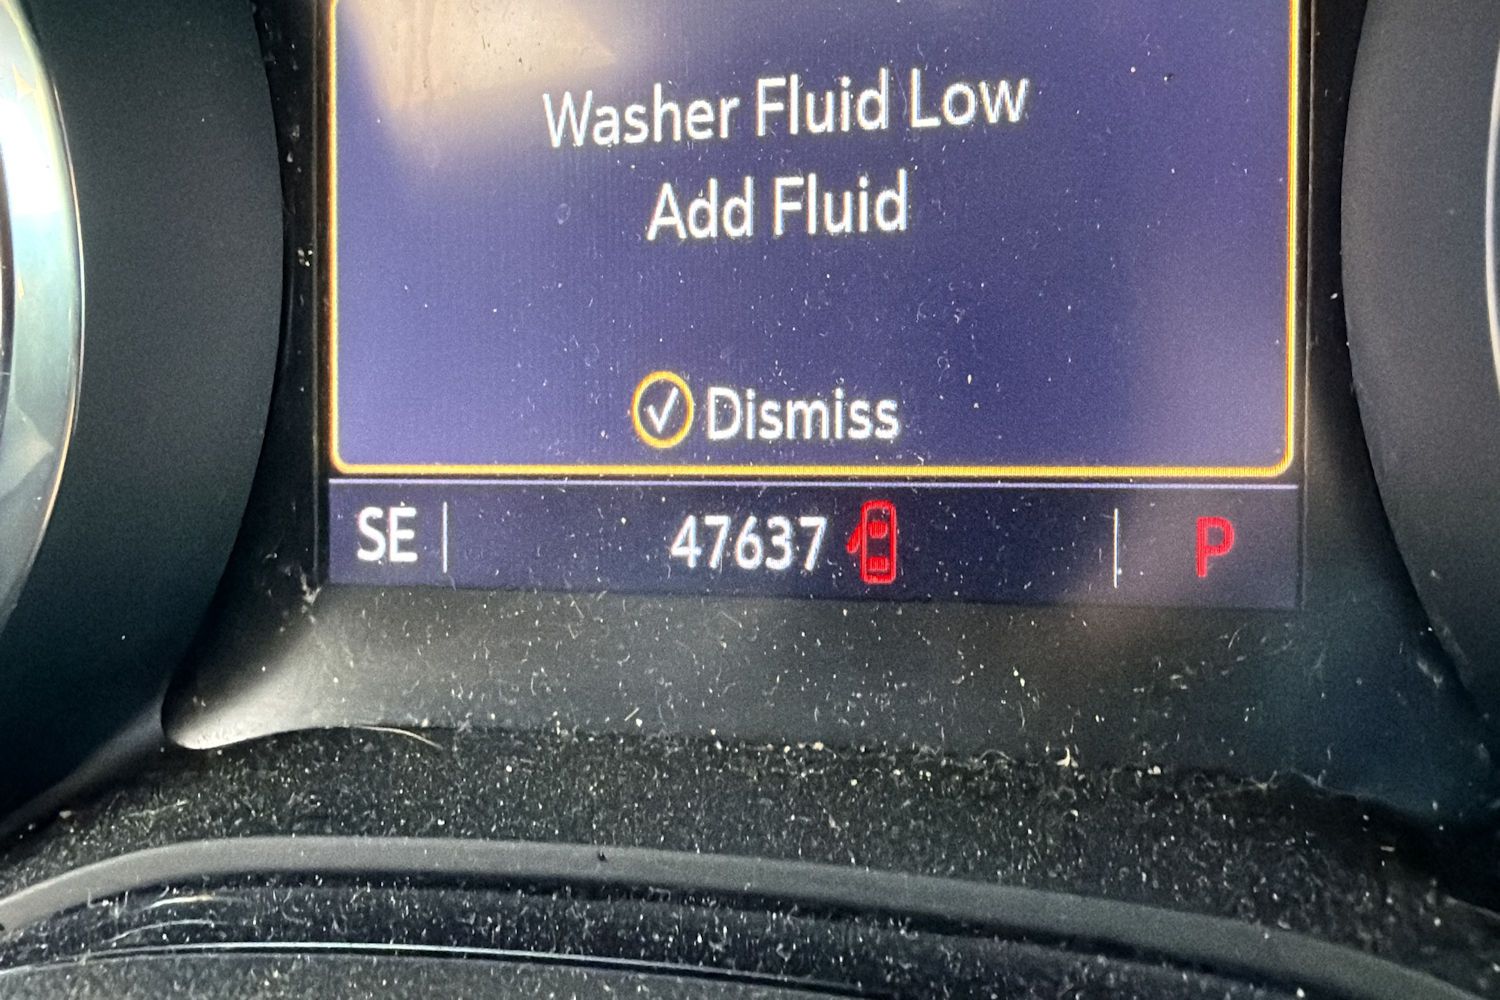 Washer Fluid Low
Add Fluid
Dismiss
SE 47637 P